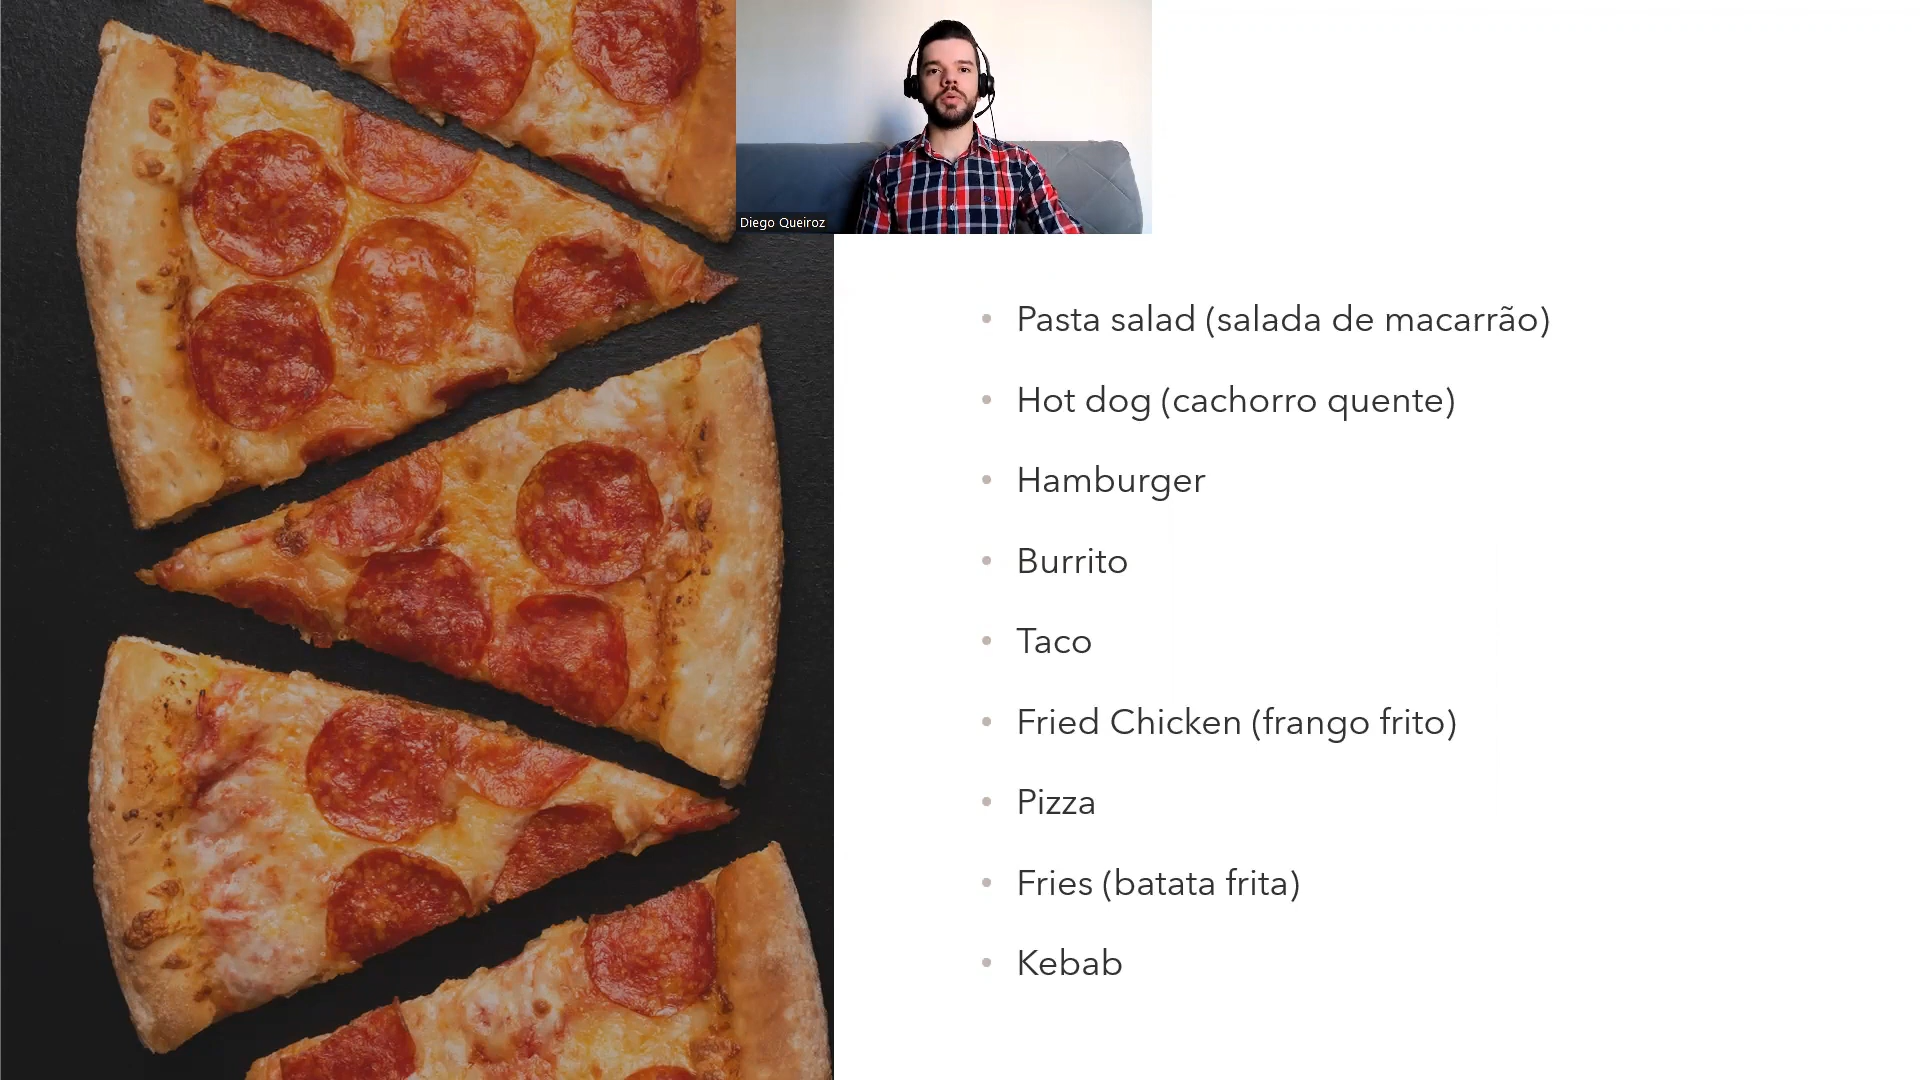 Diego Queiroz
Pasta salad (salada de macarrão)
Hot dog (cachorro quente)
Hamburger
Burrito
Taco
Fried Chicken (frango frito)
Pizza
Fries (batata frita)
Kebab